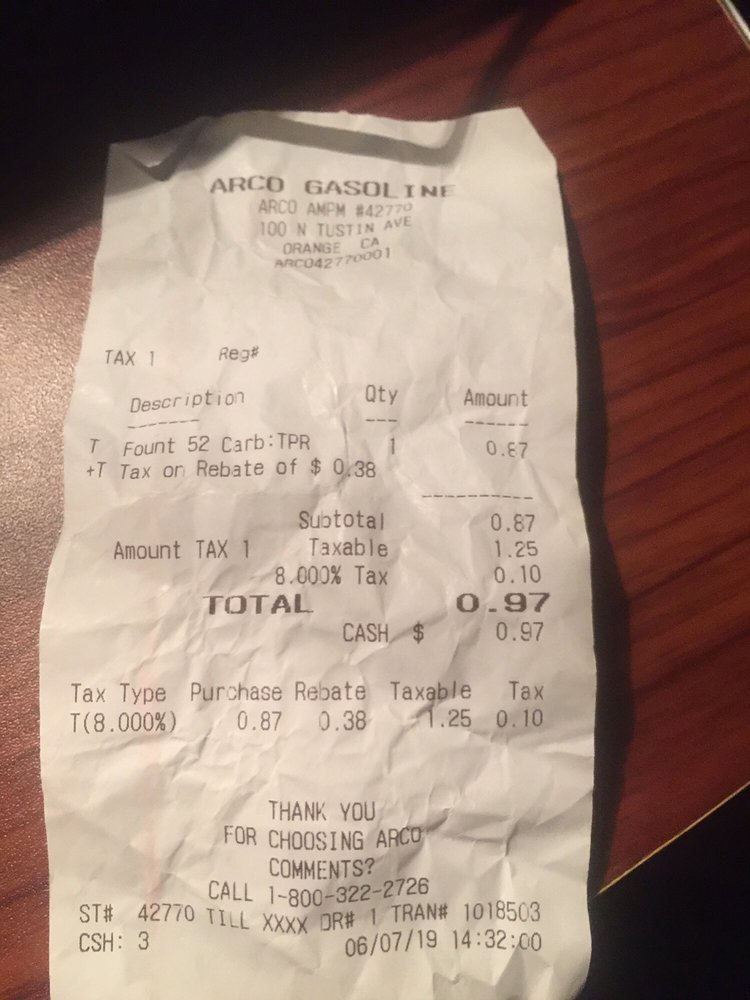 ARCO GASOLINE
ARCO AMPM #42770
100 N TUSTIN AVE
ORANGE CA
ARCO42770001
TAX 1 Reg#
Description Qty Amount
------- --- ------
T Fount 52 Carb:TPR 1 0.87
+T Tax on Rebate of $ 0.38
----------
Subtotal 0.87
Amount TAX 1 Taxable 1.25
8.000% Tax 0.10
TOTAL 0.97
CASH $ 0.97
Tax Type Purchase Rebate Taxable Tax
T(8.000%) 0.87 0.38 1.25 0.10
THANK YOU
FOR CHOOSING ARCO
COMMENTS?
CALL 1-800-322-2726
ST# 42770 TILL XXXX DR# 1 TRAN# 1018503
CSH: 3 06/07/19 14:32:00